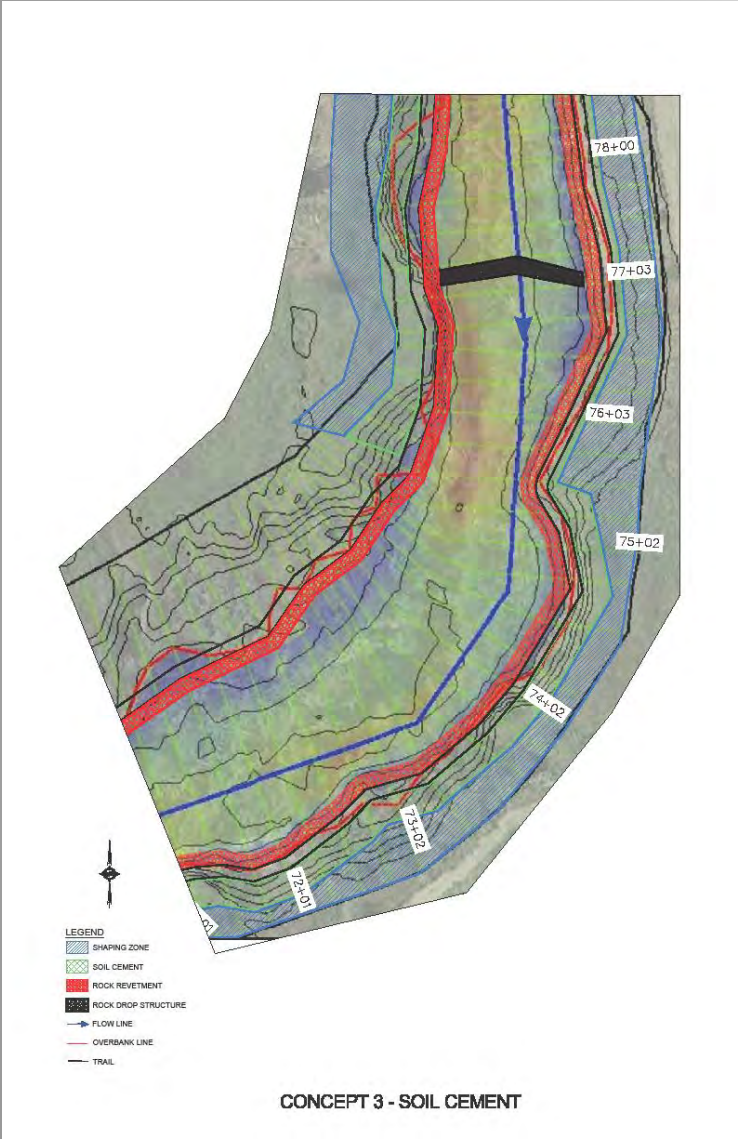 78+00
77+03
76+03
75+02
74+02
73+02
72+01
LEGEND
SHAPING ZONE
SOIL CEMENT
ROCK REVETMENT
ROCK DROP STRUCTURE
FLOW LINE
OVERBANK LINE
TRAIL
CONCEPT 3 - SOIL CEMENT